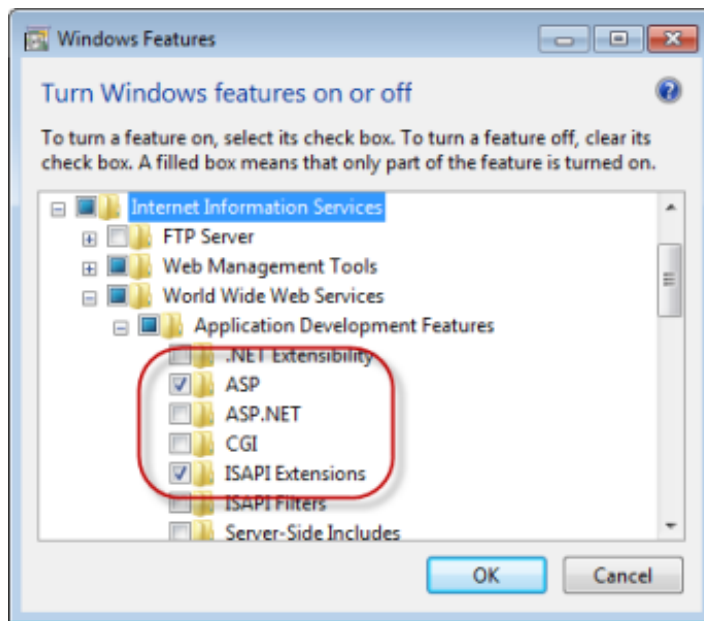 Windows Features
Turn Windows features on or off
To turn a feature on, select its check box. To turn a feature off, clear its
check box. A filled box means that only part of the feature is turned on.
Internet Information Services
FTP Server
Web Management Tools
World Wide Web Services
Application Development Features
.NET Extensibility
ASP
ASP.NET
CGI
ISAPI Extensions
ISAPI Filters
Server-Side Includes
OK Cancel